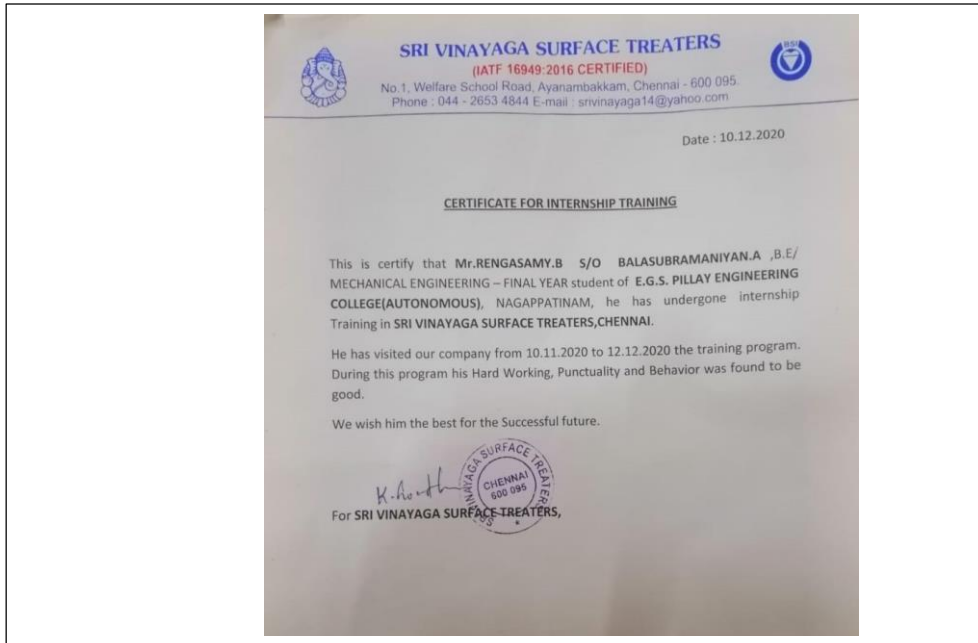 SRI VINAYAGA SURFACE TREATERS
(IATF 16949:2016 CERTIFIED)
No.1, Welfare School Road, Ayanambakkam, Chennai - 600 095.
Phone : 044 - 2653 4844 E-mail : srivinayaga14@yahoo.com
BSI
Date : 10.12.2020
CERTIFICATE FOR INTERNSHIP TRAINING
This is certify that Mr.RENGASAMY.B S/O BALASUBRAMANIYAN.A ,B.E/
MECHANICAL ENGINEERING – FINAL YEAR student of E.G.S. PILLAY ENGINEERING
COLLEGE(AUTONOMOUS), NAGAPPATINAM, he has undergone internship
Training in SRI VINAYAGA SURFACE TREATERS,CHENNAI.
He has visited our company from 10.11.2020 to 12.12.2020 the training program.
During this program his Hard Working, Punctuality and Behavior was found to be
good.
We wish him the best for the Successful future.
SRI VINAYAGA SURFACE TREATERS
CHENNAI
600 095
For SRI VINAYAGA SURFACE TREATERS,